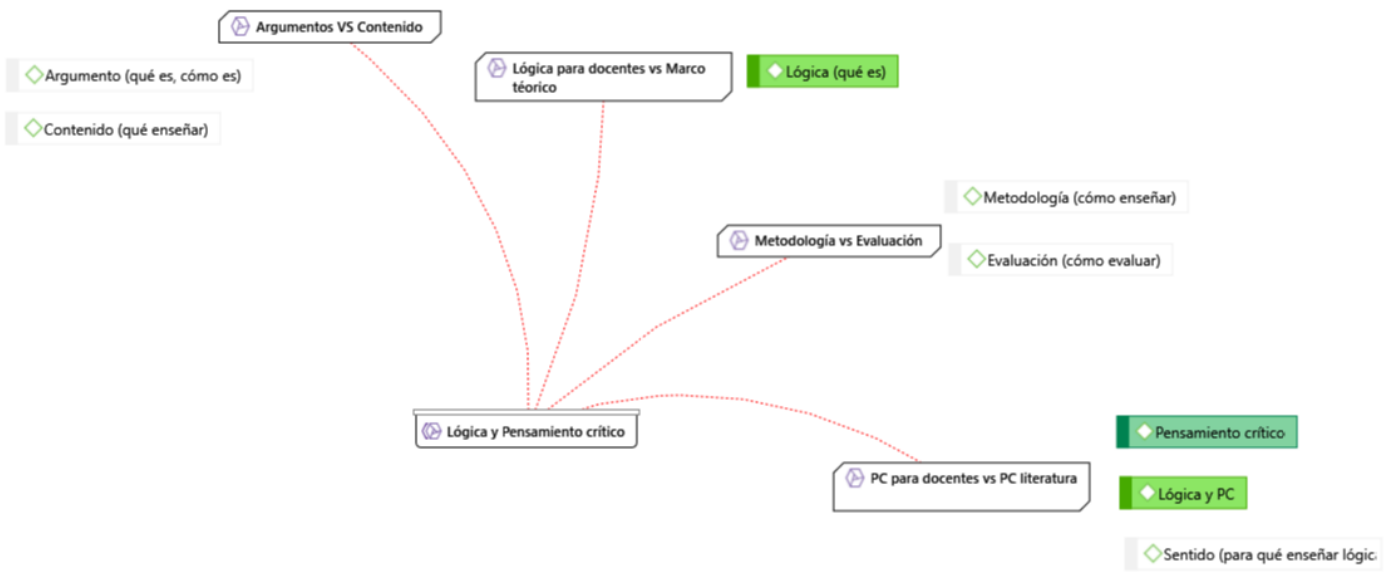 Argumentos VS Contenido
Argumento (qué es, cómo es)
Contenido (qué enseñar)
Lógica para docentes vs Marco
téorico
Lógica (qué es)
Metodología (cómo enseñar)
Metodología vs Evaluación
Evaluación (cómo evaluar)
Lógica y Pensamiento crítico
Pensamiento crítico
PC para docentes vs PC literatura
Lógica y PC
Sentido (para qué enseñar lógic